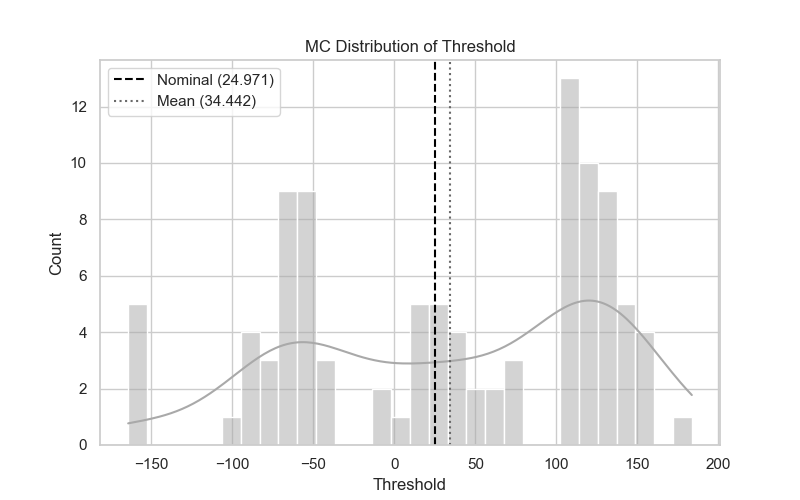 MC Distribution of Threshold
Nominal (24.971)
Mean (34.442)
Count
12
10
8
6
4
2
0
−150 −100 −50 0 50 100 150 200
Threshold